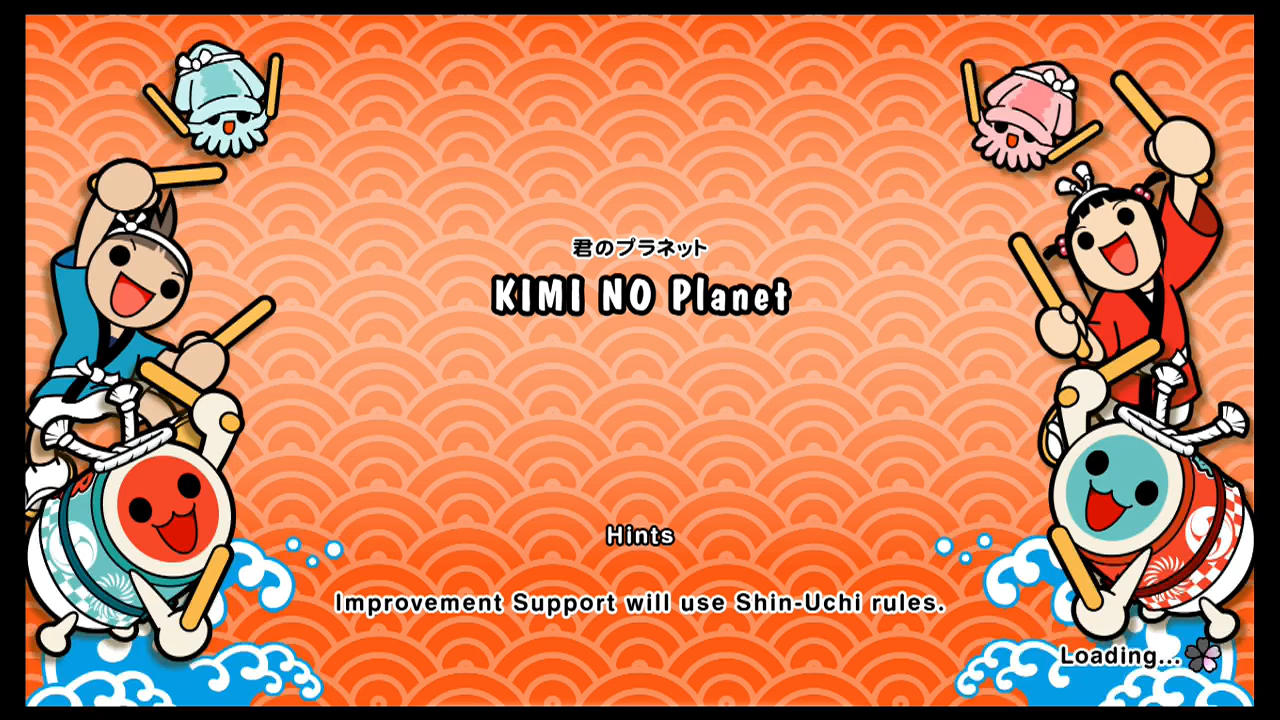 君のプラネット
KIMI NO Planet
Hints
Improvement Support will use Shin-Uchi rules.
Loading...